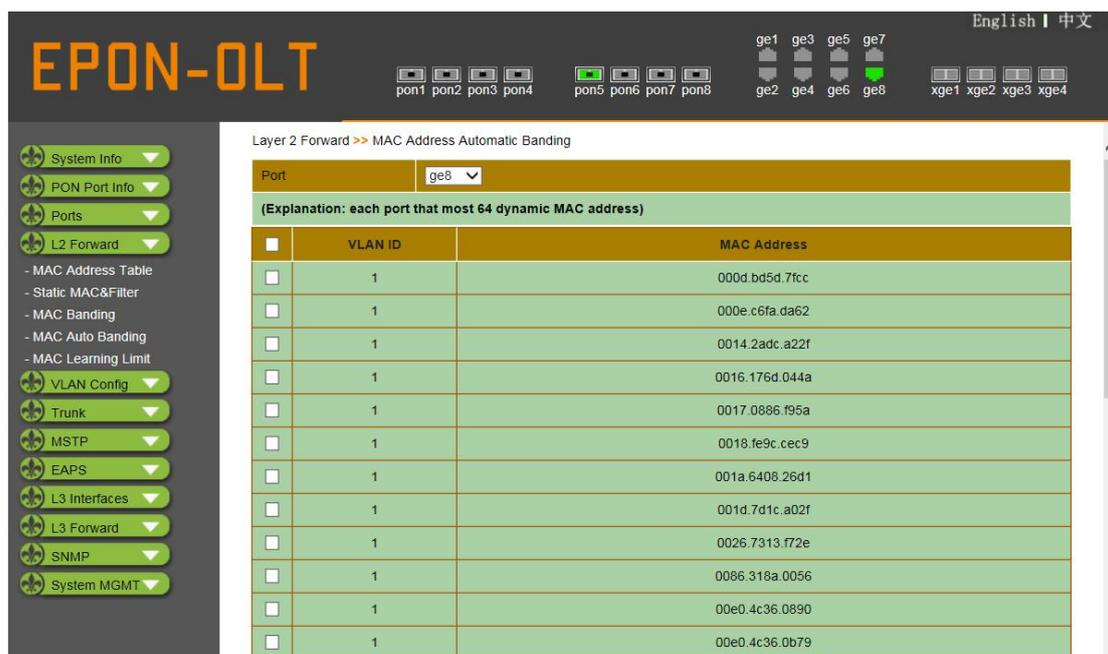 English | 中文
EPON-OLT
ge1 ge3 ge5 ge7
pon1 pon2 pon3 pon4 pon5 pon6 pon7 pon8 ge2 ge4 ge6 ge8 xge1 xge2 xge3 xge4
System Info
PON Port Info
Ports
L2 Forward
- MAC Address Table
- Static MAC&Filter
- MAC Banding
- MAC Auto Banding
- MAC Learning Limit
VLAN Config
Trunk
MSTP
EAPS
L3 Interfaces
L3 Forward
SNMP
System MGMT
Layer 2 Forward >> MAC Address Automatic Banding
Port ge8
(Explanation: each port that most 64 dynamic MAC address)
VLAN ID MAC Address
1 000d.bd5d.7fcc
1 000e.c6fa.da62
1 0014.2adc.a22f
1 0016.176d.044a
1 0017.0886.f95a
1 0018.fe9c.cec9
1 001a.6408.26d1
1 001d.7d1c.a02f
1 0026.7313.f72e
1 0086.318a.0056
1 00e0.4c36.0890
1 00e0.4c36.0b79